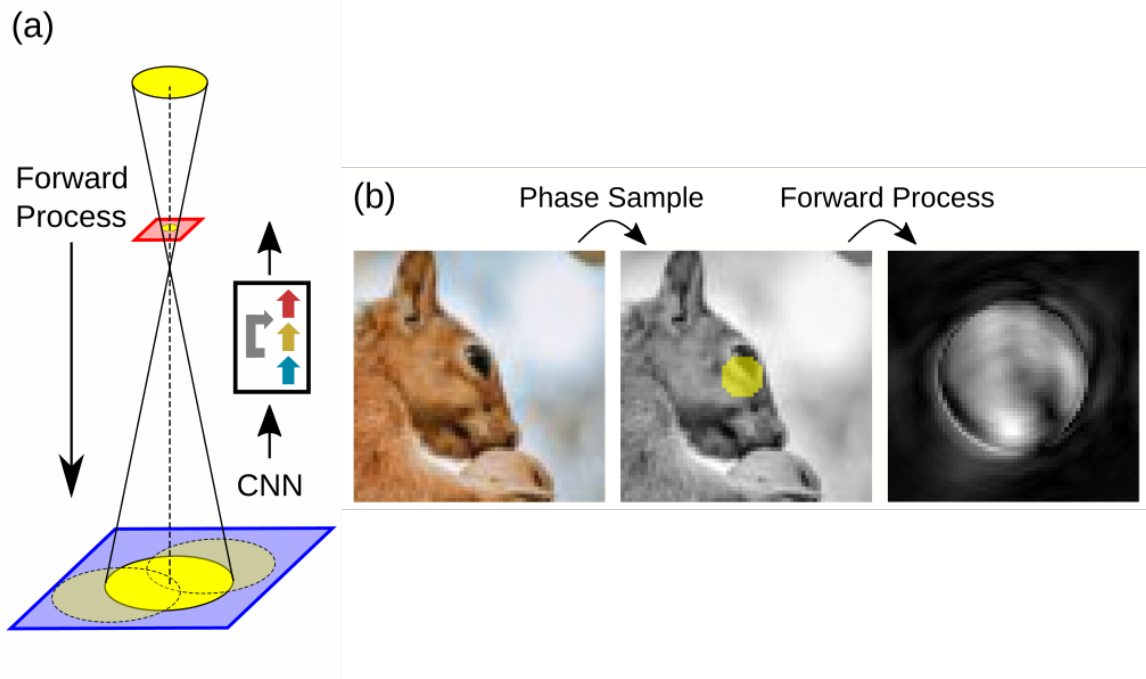 (a)
Forward
Process
CNN
(b)
Phase Sample
Forward Process